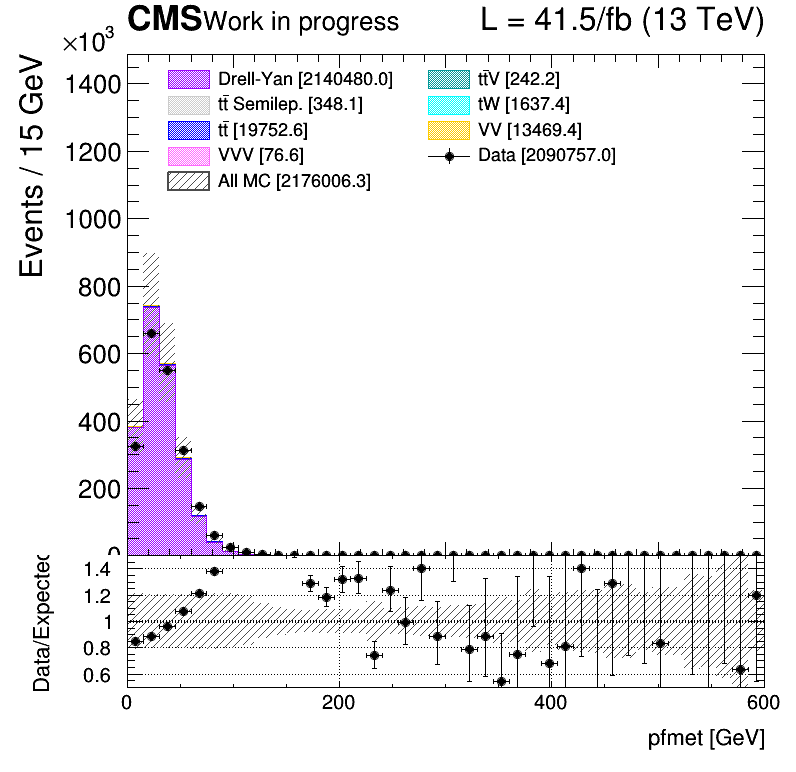 CMS Work in progress L = 41.5/fb (13 TeV)
×10³
Events / 15 GeV
1400
1200
1000
800
600
400
200
0
Drell-Yan [2140480.0]
tt̄ Semilep. [348.1]
tt̄ [19752.6]
VVV [76.6]
All MC [2176006.3]
tt̄V [242.2]
tW [1637.4]
VV [13469.4]
Data [2090757.0]
Data/Expected
1.4
1.2
1
0.8
0.6
0 200 400 600
pfmet [GeV]